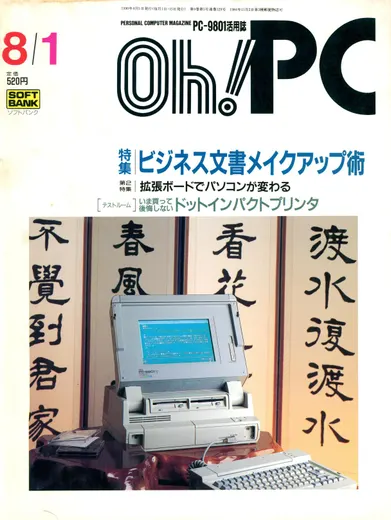 PERSONAL COMPUTER MAGAZINE PC-9801活用誌
8/1
定価
520円
SOFT
BANK
ソフトバンク
Oh!PC
特集 ビジネス文書メイクアップ術
第2特集 拡張ボードでパソコンが変わる
[テストルーム] いま買って後悔しないドットインパクトプリンタ
渡水復渡水
看花
春風
不覺到君家